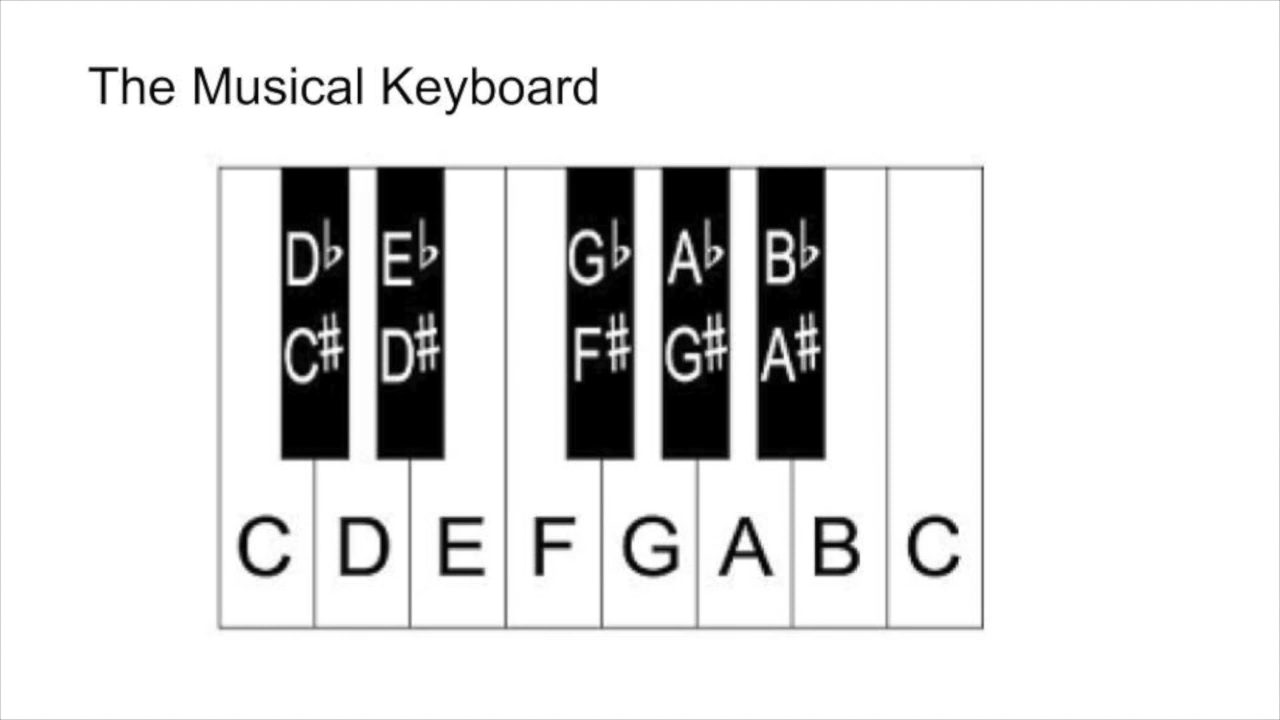 The Musical Keyboard
D♭ E♭ G♭ A♭ B♭
C# D# F# G# A#
C D E F G A B C